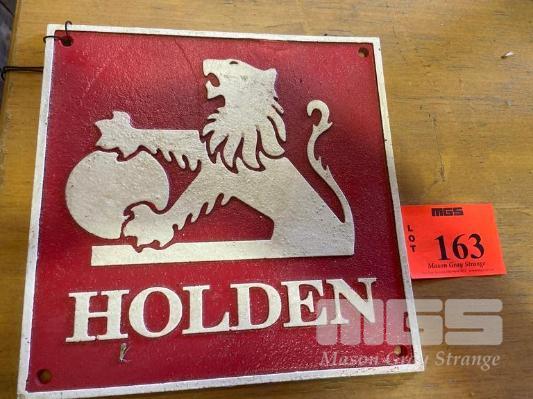 HOLDEN
MGS
LOT
163
Mason Gray Strange
MGS
Mason Gray Strange